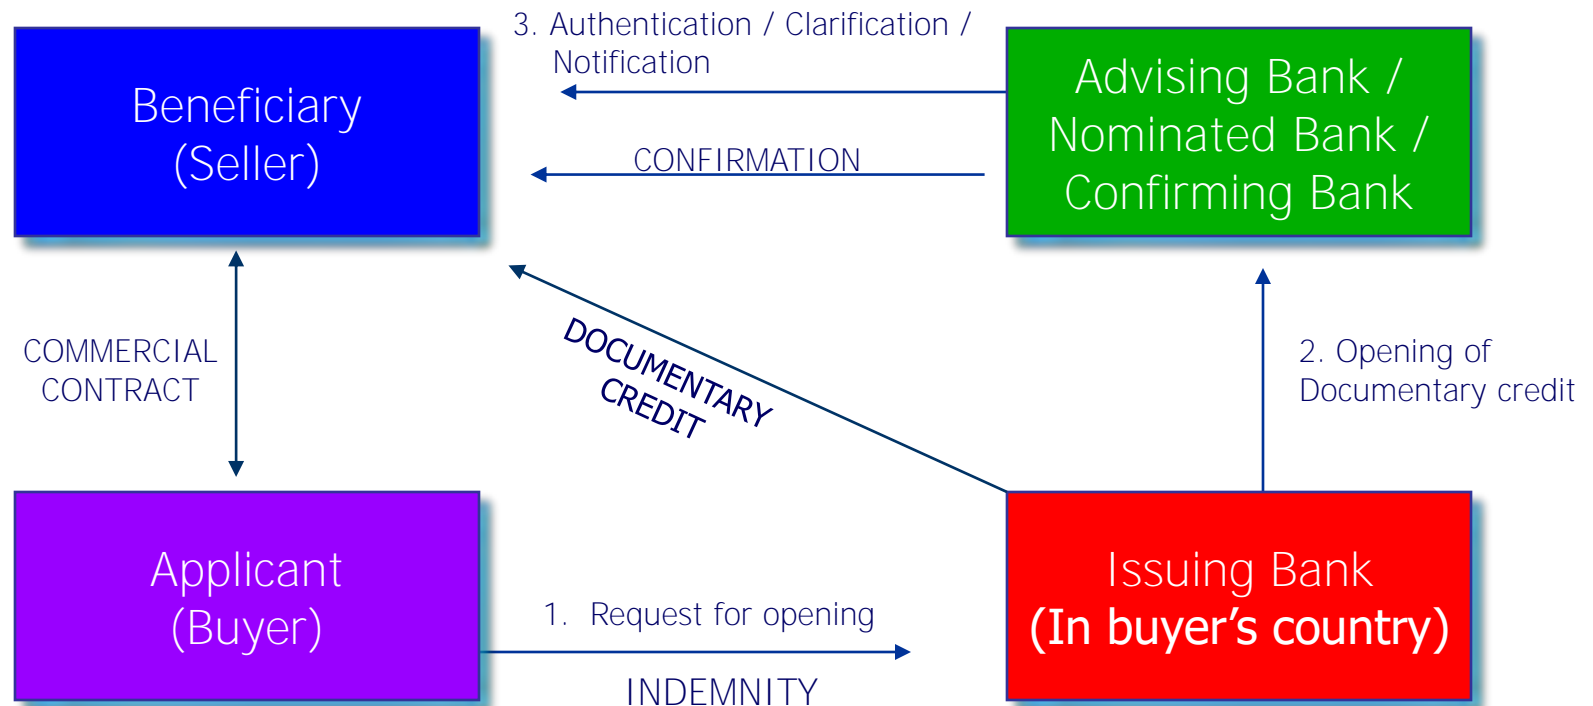 3. Authentication / Clarification /
Notification
Beneficiary
(Seller)
Advising Bank /
Nominated Bank /
Confirming Bank
CONFIRMATION
COMMERCIAL
CONTRACT
DOCUMENTARY
CREDIT
2. Opening of
Documentary credit
Applicant
(Buyer)
1. Request for opening
INDEMNITY
Issuing Bank
(In buyer’s country)